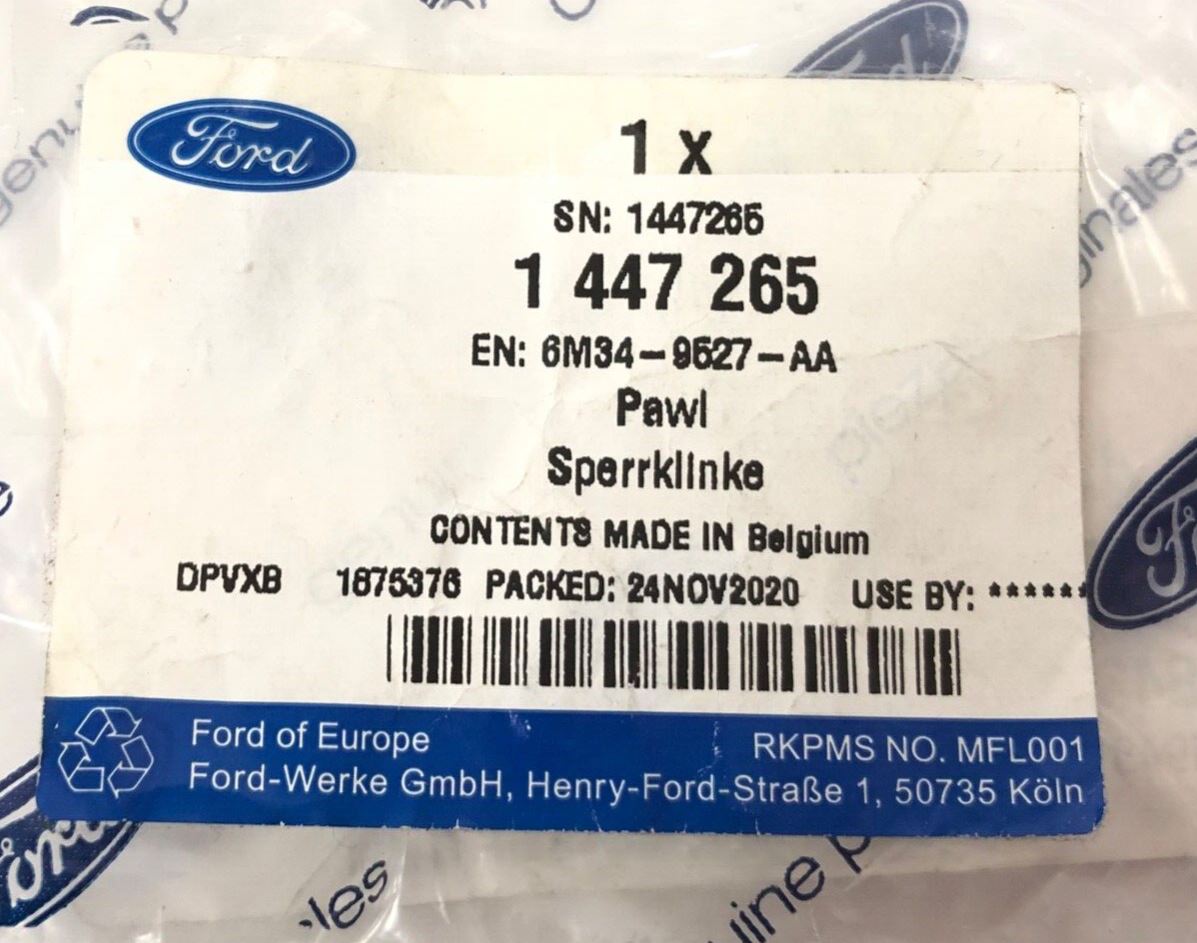 Ford
1 x
SN: 1447265
1 447 265
EN: 6M34-9527-AA
Pawl
Sperrklinke
CONTENTS MADE IN Belgium
DPVXB 1675376 PACKED: 24NOV2020 USE BY: ******
Ford of Europe
RKPMS NO. MFL001
Ford-Werke GmbH, Henry-Ford-Straße 1, 50735 Köln